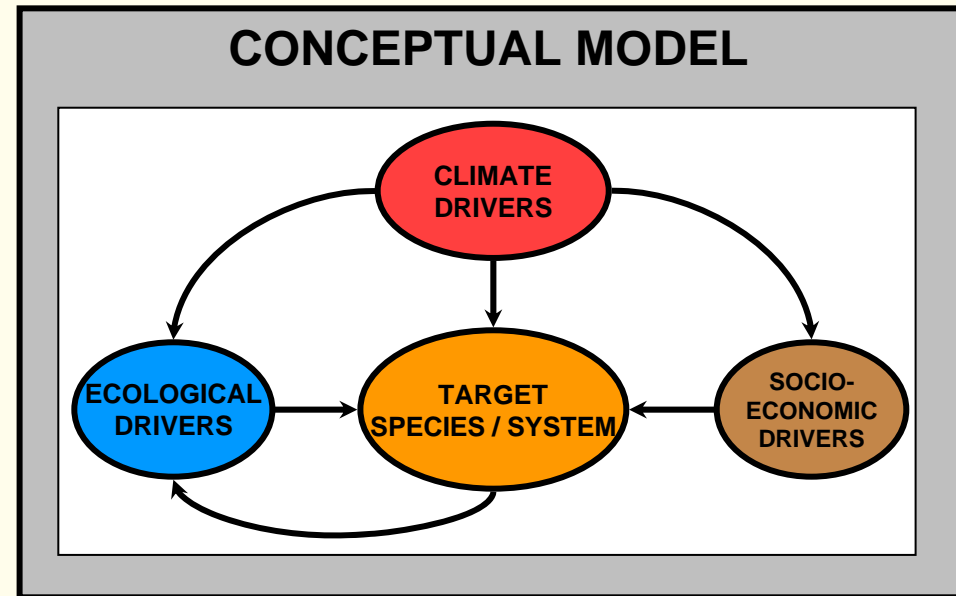 CONCEPTUAL MODEL
CLIMATE
DRIVERS
ECOLOGICAL
DRIVERS
TARGET
SPECIES / SYSTEM
SOCIO-
ECONOMIC
DRIVERS